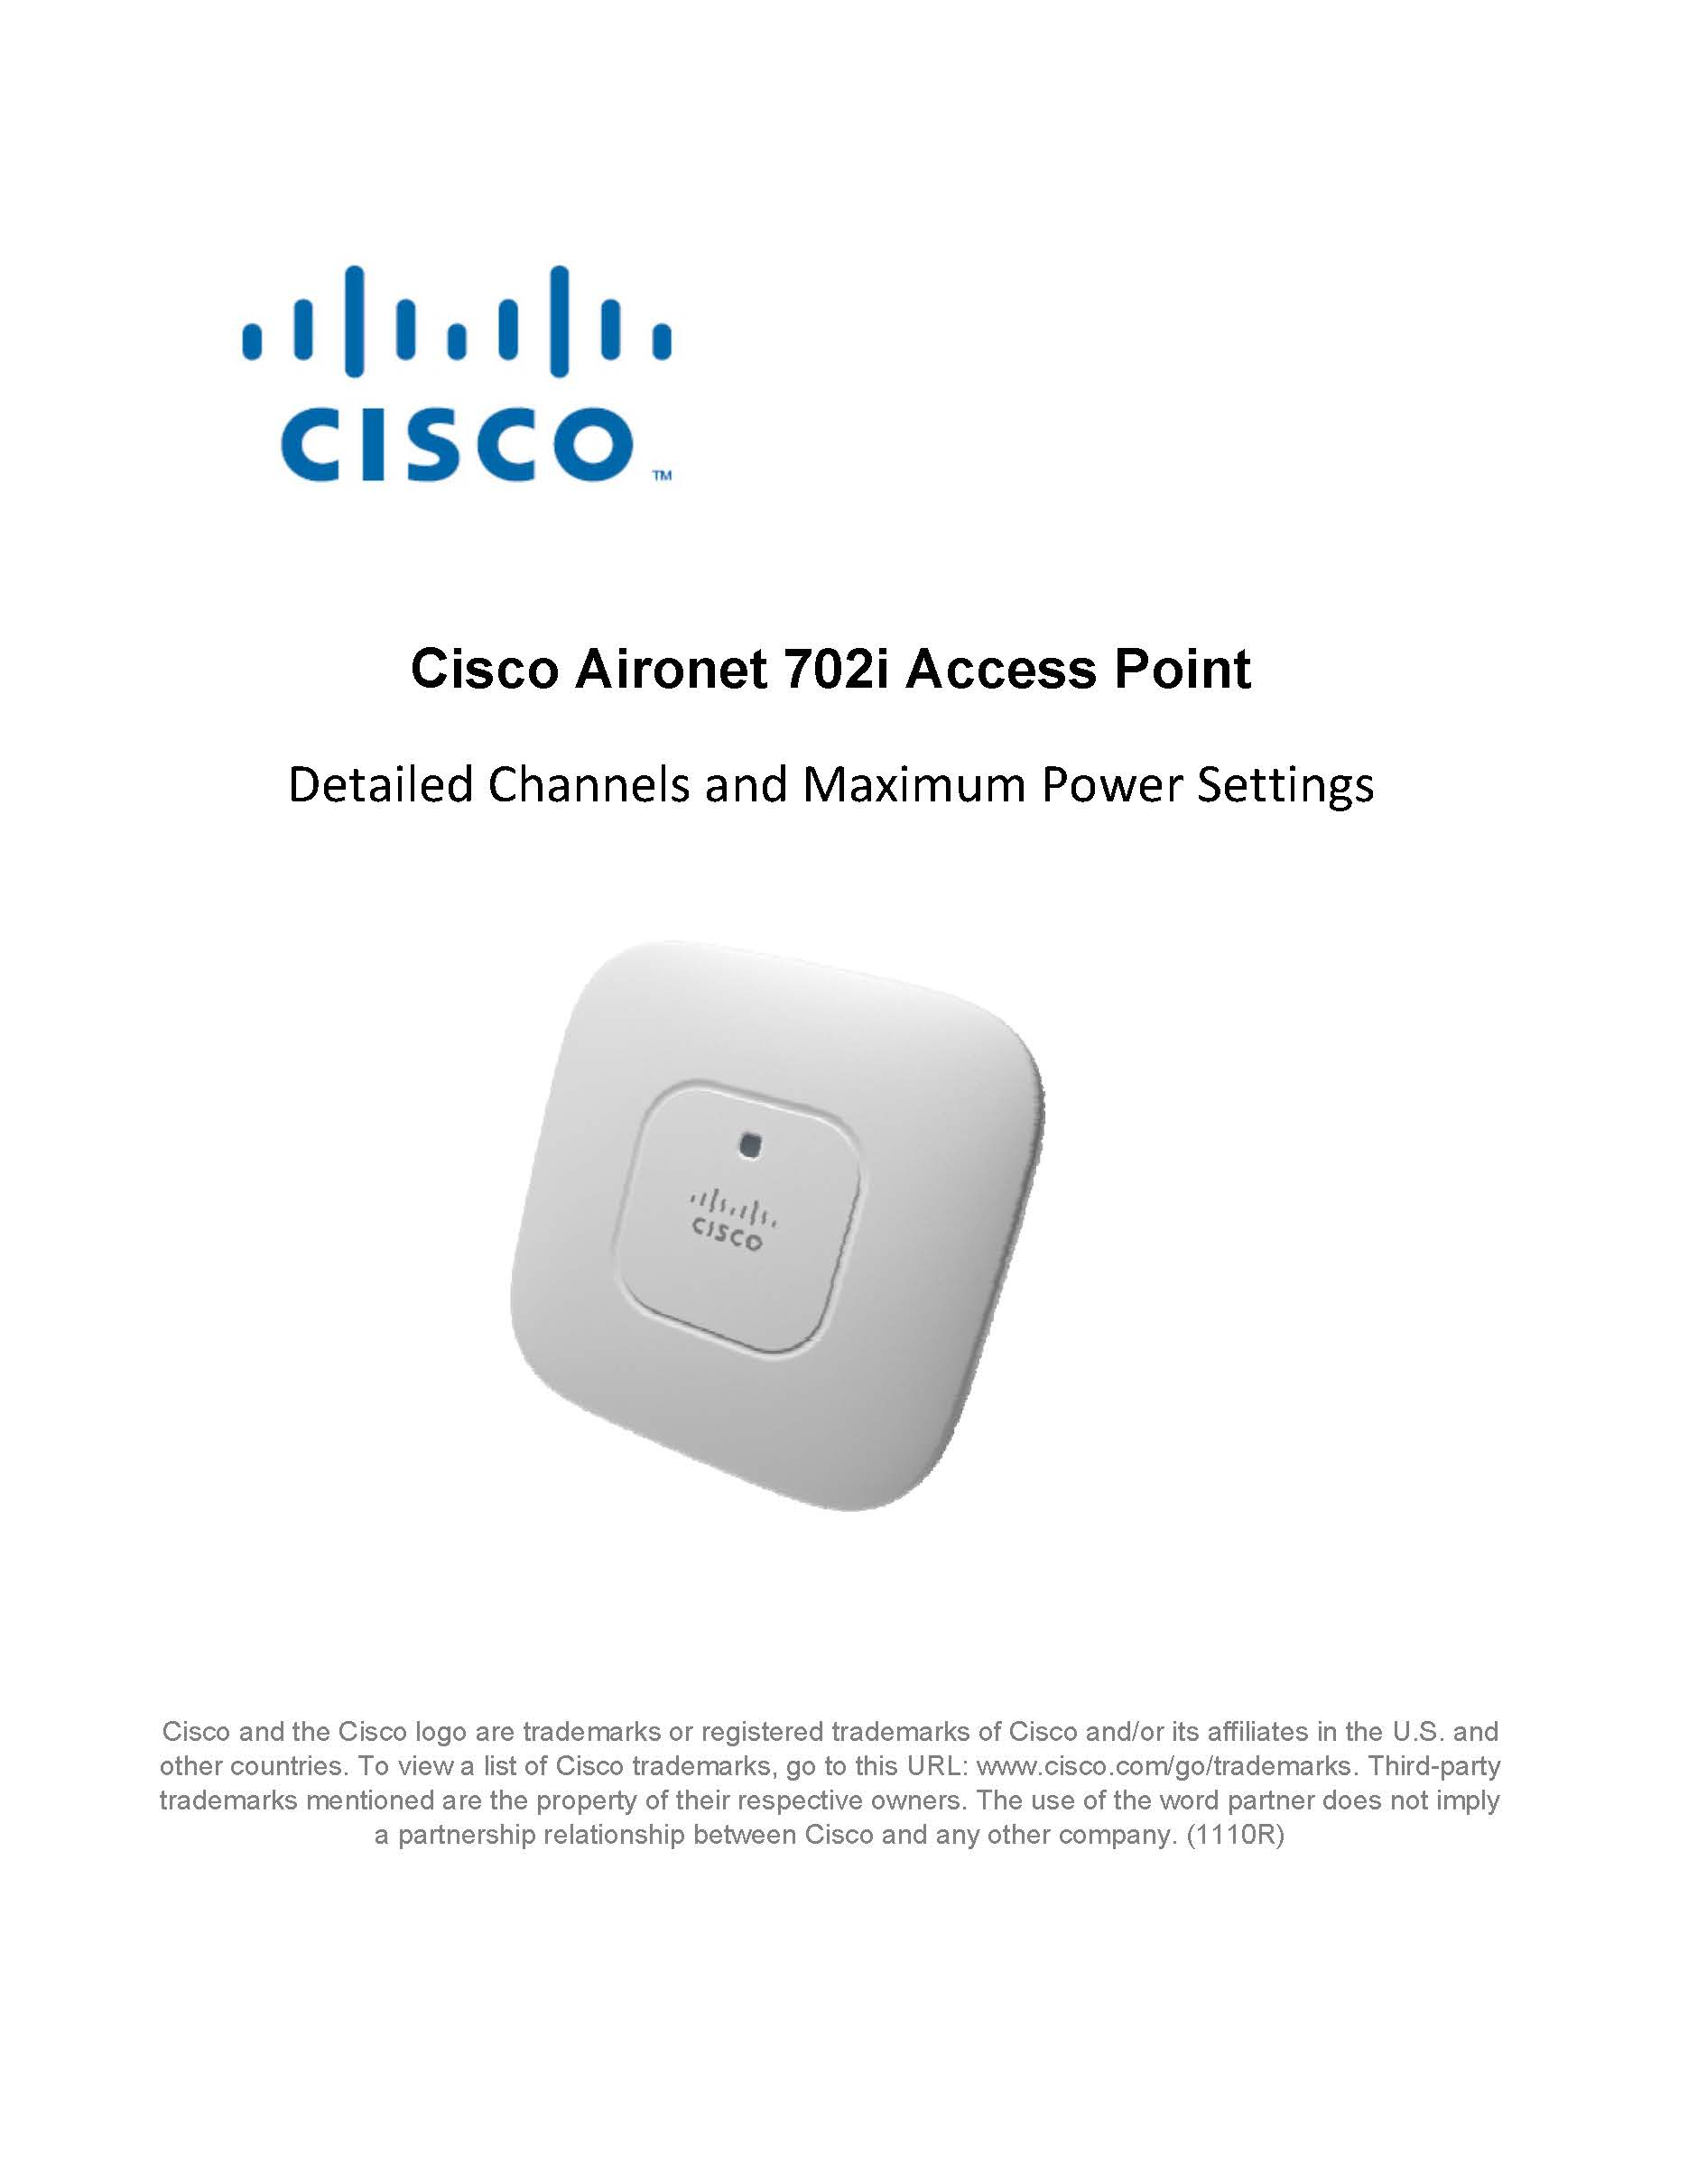 CISCO TM
Cisco Aironet 702i Access Point
Detailed Channels and Maximum Power Settings
CISCO
Cisco and the Cisco logo are trademarks or registered trademarks of Cisco and/or its affiliates in the U.S. and
other countries. To view a list of Cisco trademarks, go to this URL: www.cisco.com/go/trademarks. Third-party
trademarks mentioned are the property of their respective owners. The use of the word partner does not imply
a partnership relationship between Cisco and any other company. (1110R)